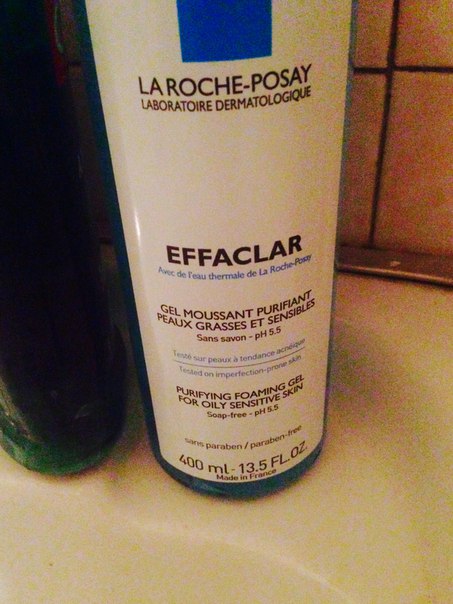 LA ROCHE-POSAY
LABORATOIRE DERMATOLOGIQUE
EFFACLAR
Avec de l'eau thermale de La Roche-Posay
GEL MOUSSANT PURIFIANT
PEAUX GRASSES ET SENSIBLES
Sans savon - pH 5.5
Testé sur peaux à tendance acnéique
Tested on imperfection-prone skin
PURIFYING FOAMING GEL
FOR OILY SENSITIVE SKIN
Soap-free - pH 5.5
sans paraben / paraben-free
400 ml - 13.5 FL.OZ.
Made in France